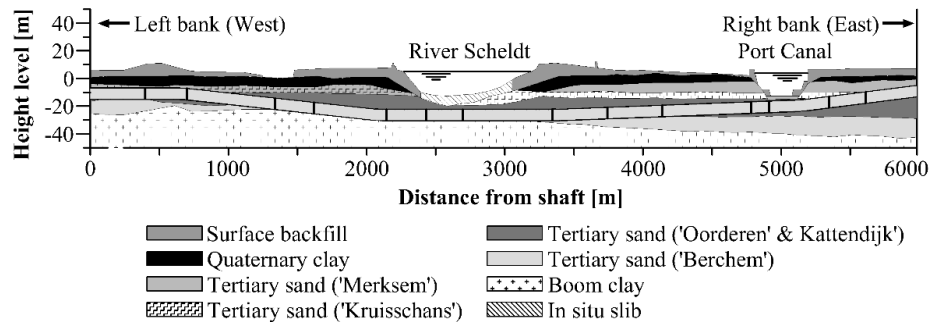 ← Left bank (West)
Right bank (East) →
River Scheldt
Port Canal
Height level [m]
40
20
0
-20
-40
0
1000
2000
3000
4000
5000
6000
Distance from shaft [m]
Surface backfill
Quaternary clay
Tertiary sand ('Merksem')
Tertiary sand ('Kruisschans')
Tertiary sand ('Oorderen' & Kattendijk')
Tertiary sand ('Berchem')
Boom clay
In situ slib